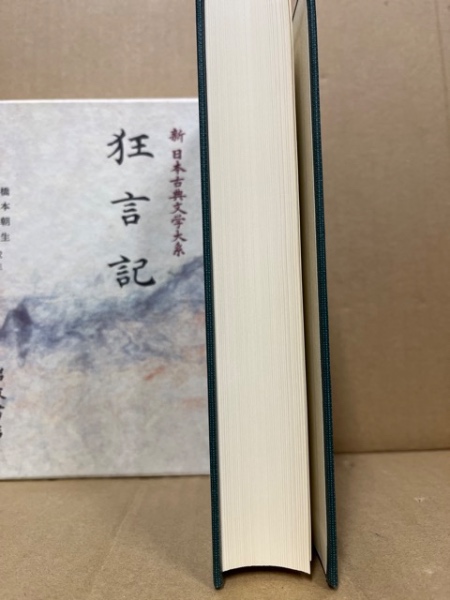 新 日本古典文学大系
狂言記
橋本朝生